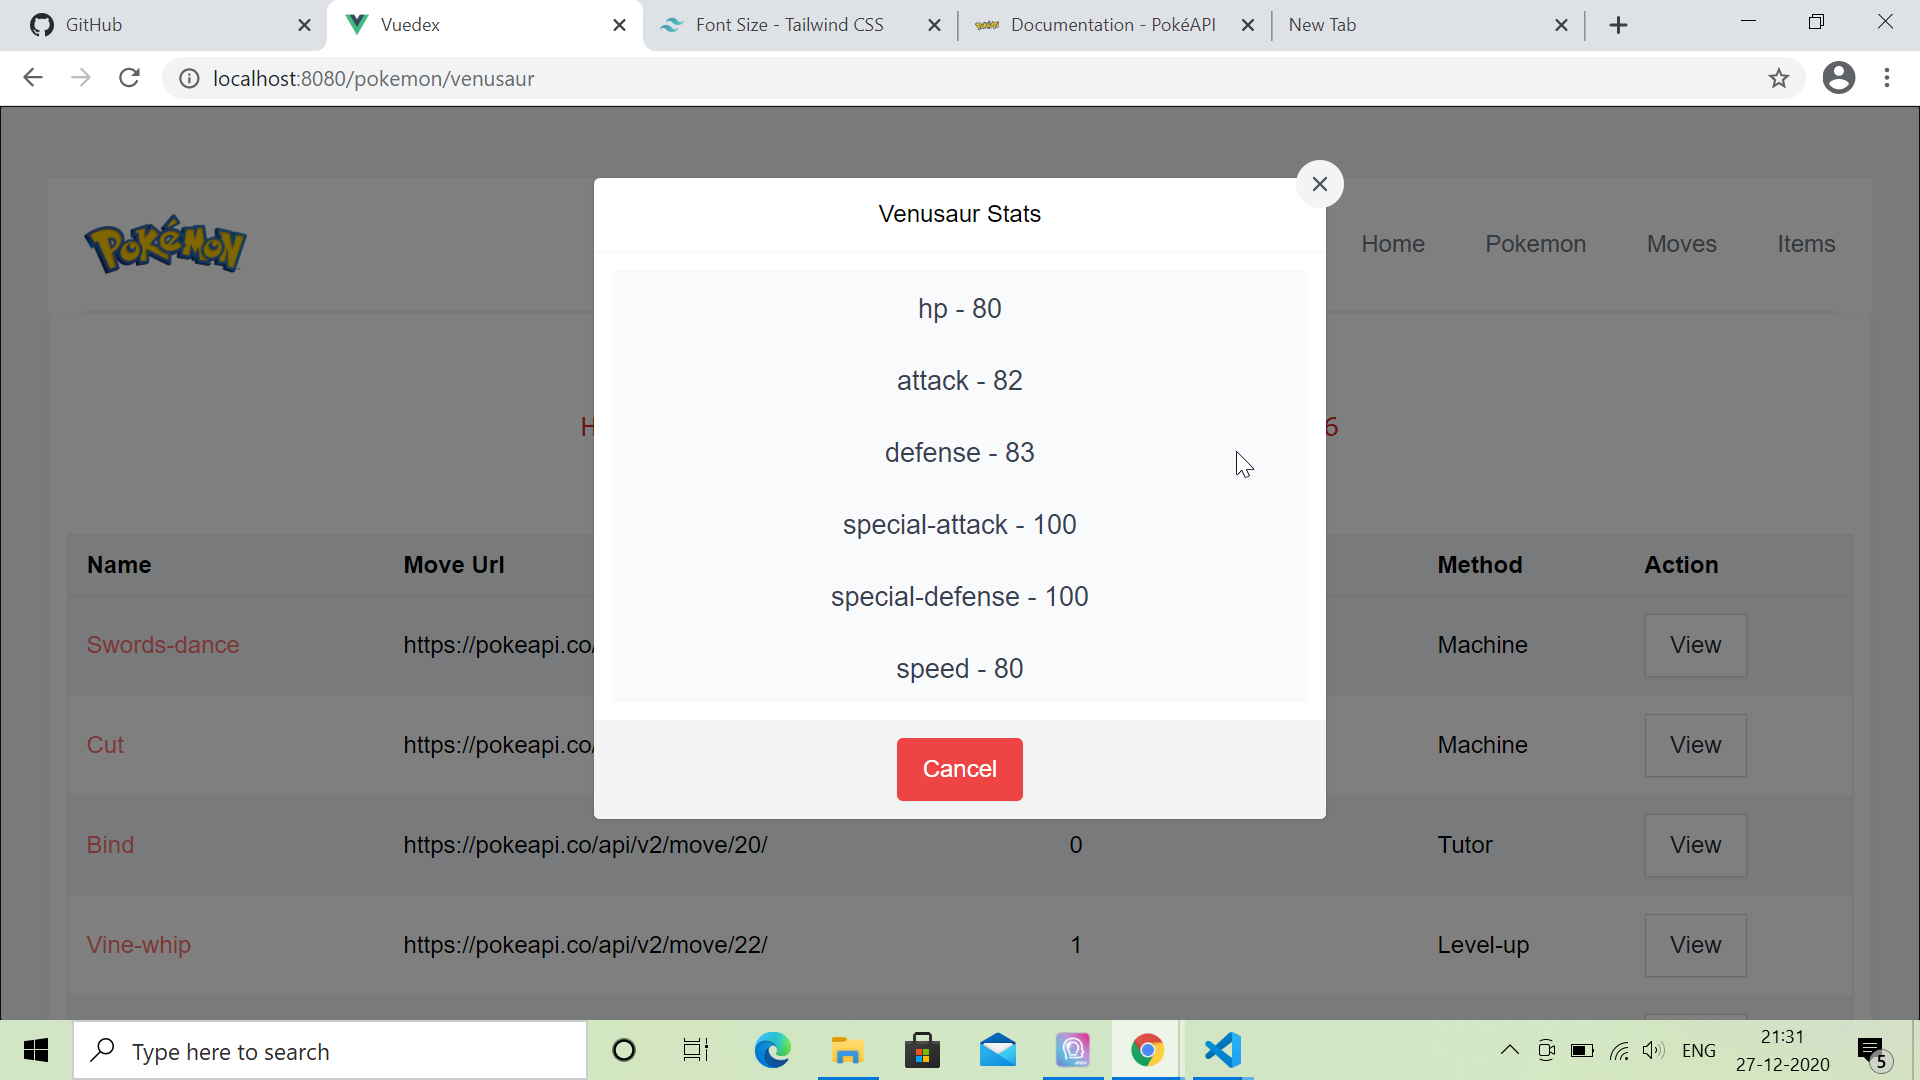 GitHub
Vuedex
Font Size - Tailwind CSS
Documentation - PokéAPI
New Tab
localhost:8080/pokemon/venusaur
Pokémon
Home Pokemon Moves Items
Venusaur Stats
hp - 80
attack - 82
defense - 83
special-attack - 100
special-defense - 100
speed - 80
Cancel
H 6
Name Move Url Method Action
Swords-dance https://pokeapi.co/ Machine View
Cut https://pokeapi.co/ Machine View
Bind https://pokeapi.co/api/v2/move/20/ 0 Tutor View
Vine-whip https://pokeapi.co/api/v2/move/22/ 1 Level-up View
Type here to search
ENG
21:31
27-12-2020
5